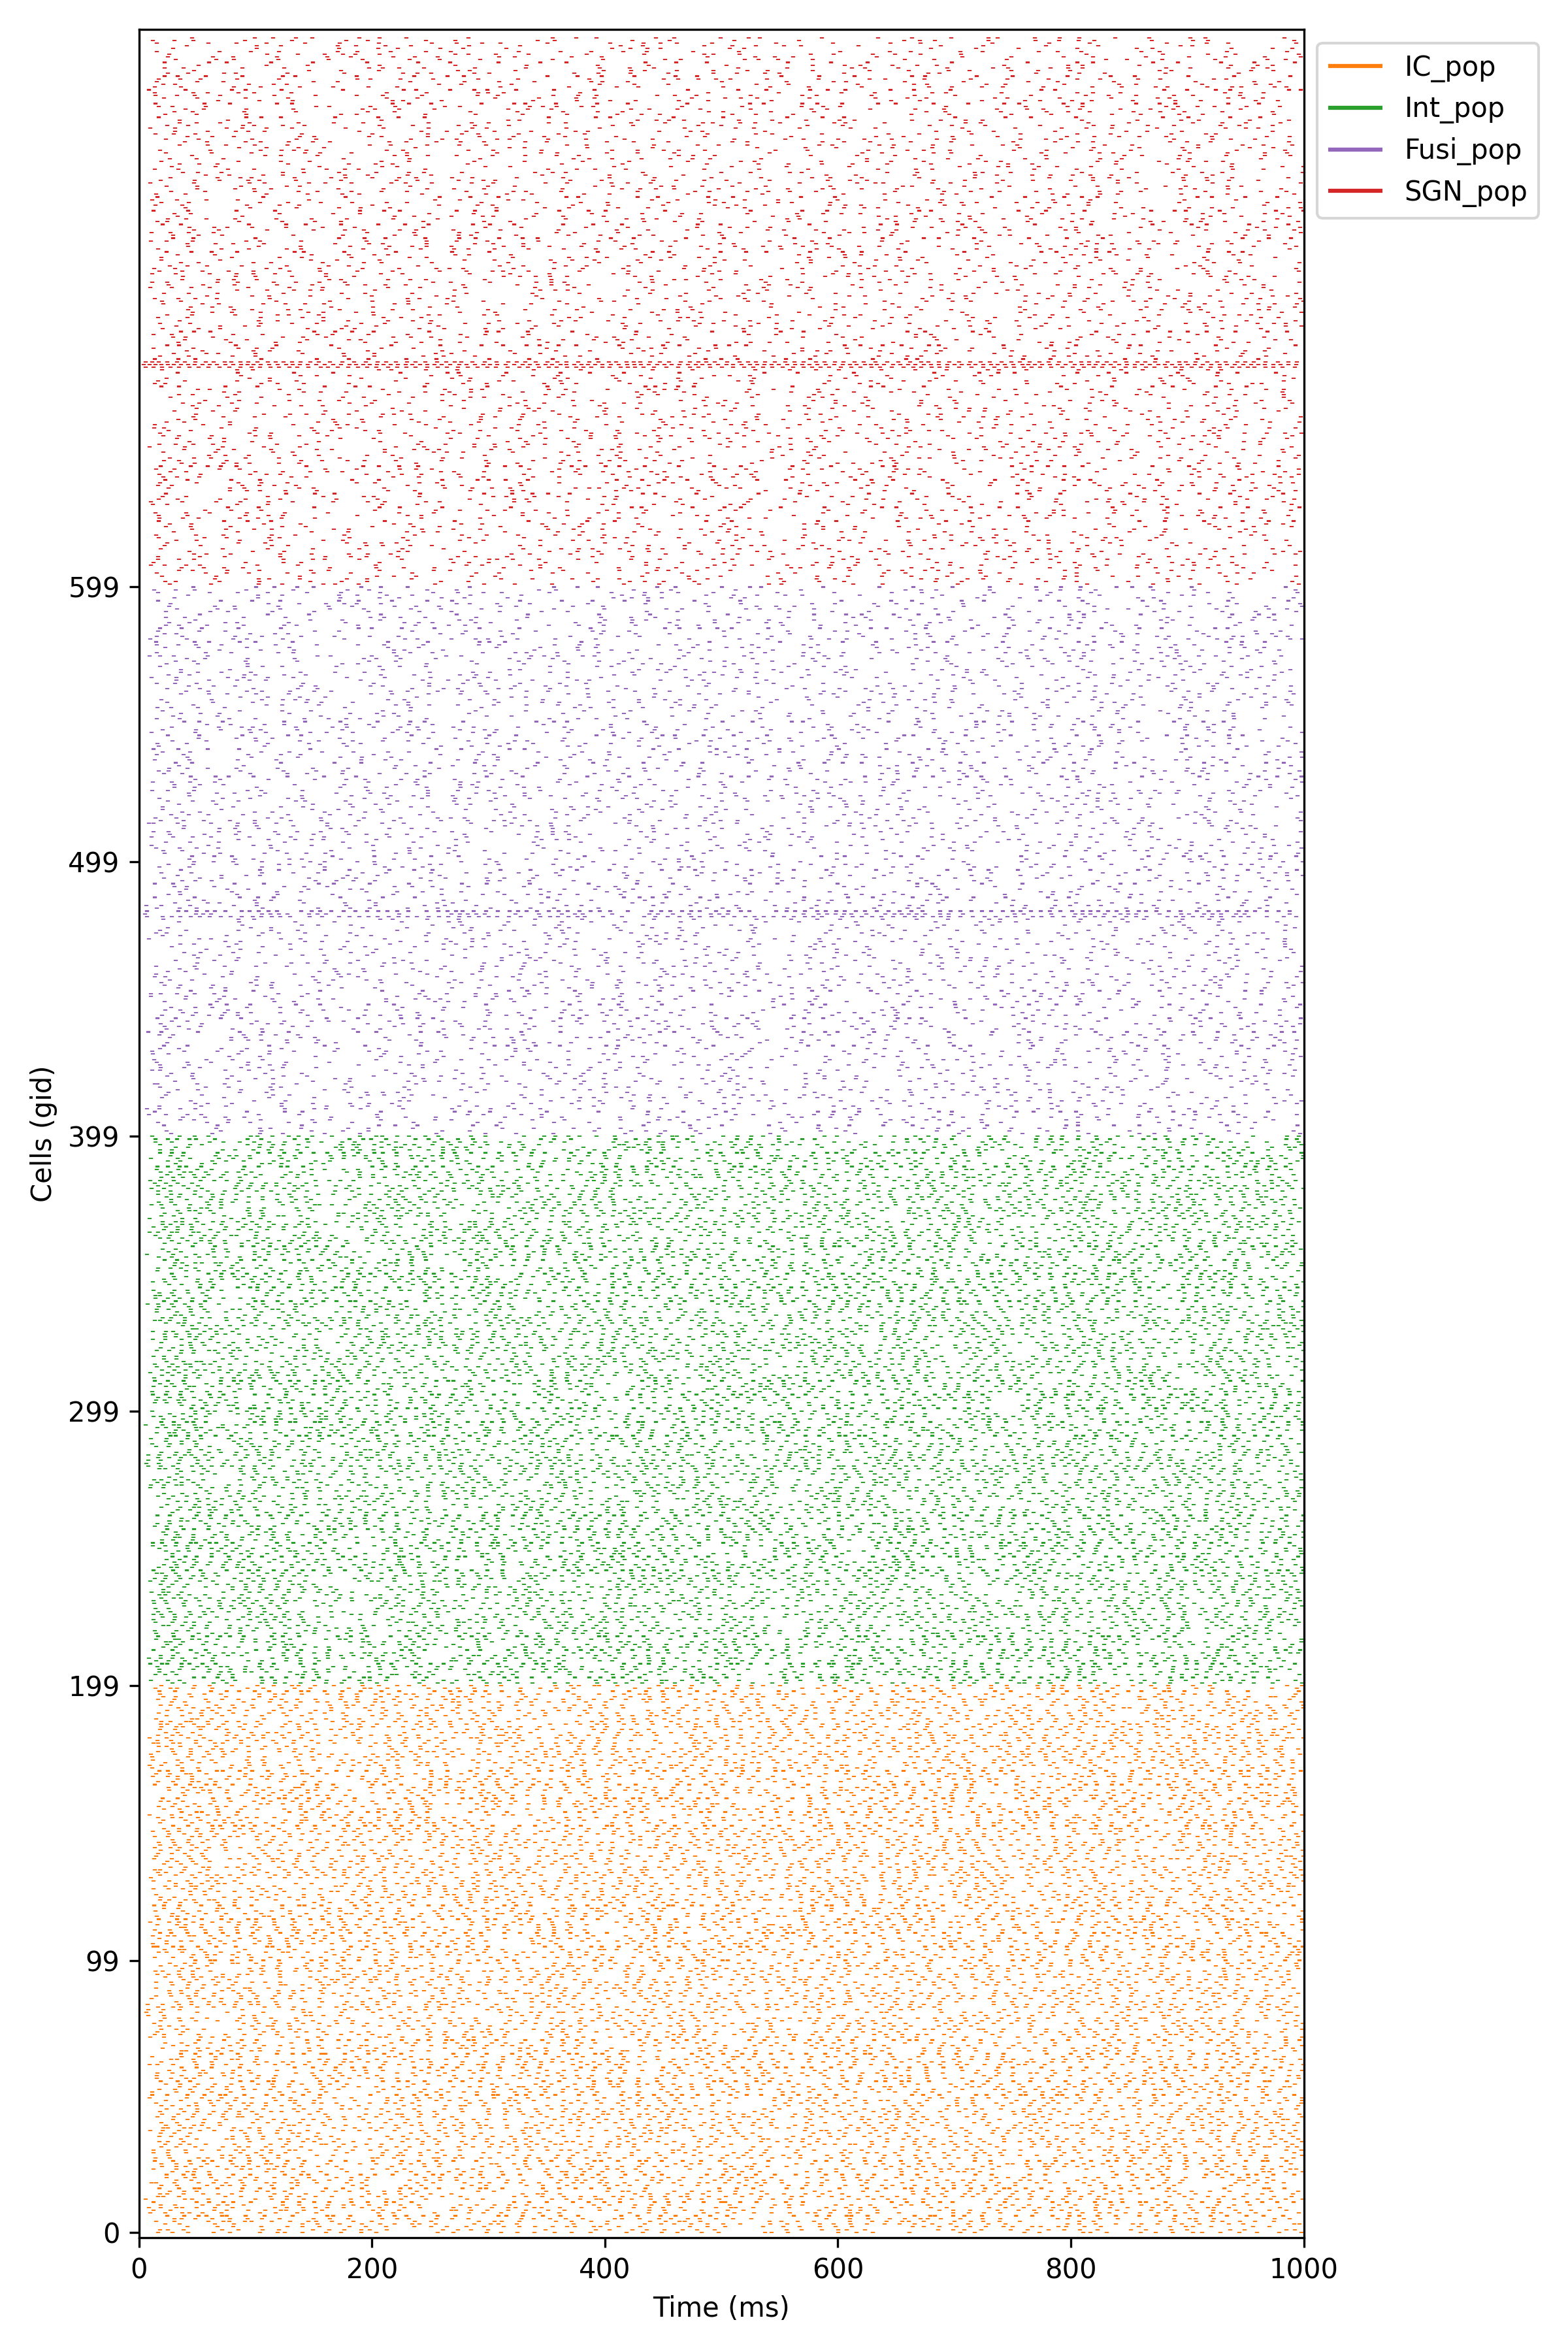 IC_pop
Int_pop
Fusi_pop
SGN_pop
599
499
399
299
199
99
0
Cells (gid)
0 200 400 600 800 1000
Time (ms)